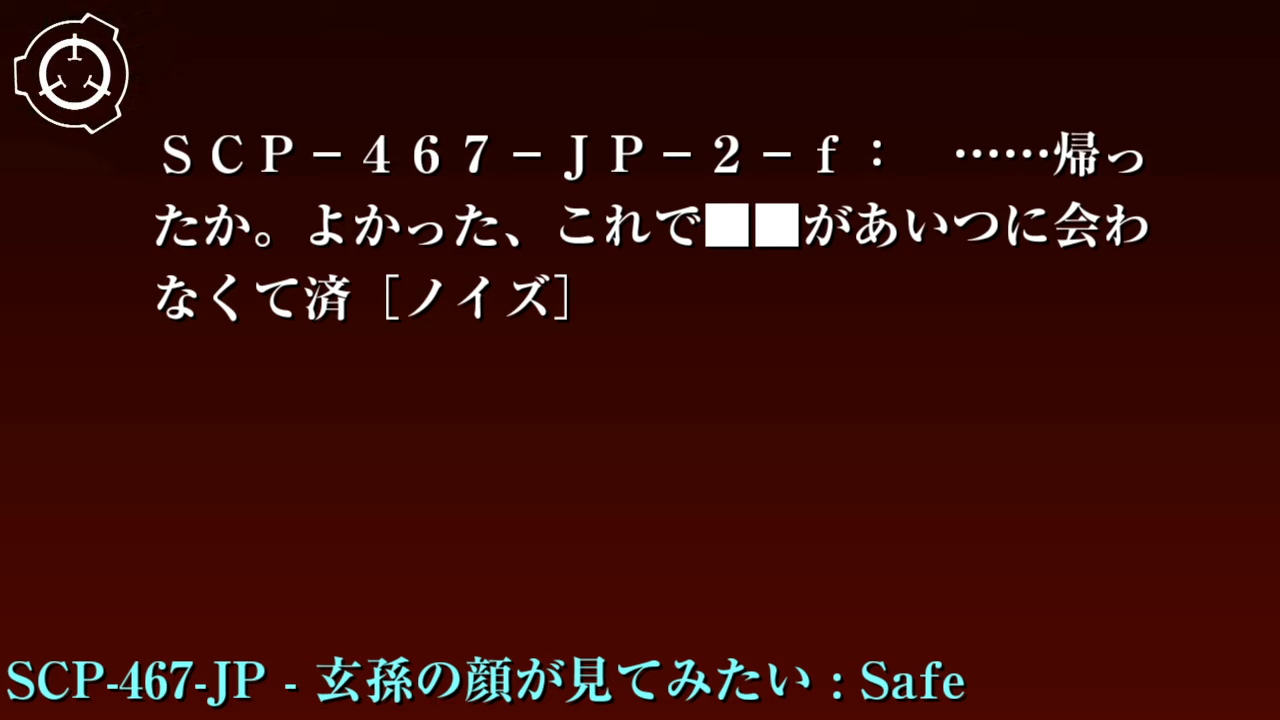 SCP－467－JP－2－f：　……帰っ
たか。よかった、これで■■があいつに会わ
なくて済［ノイズ］
SCP-467-JP - 玄孫の顔が見てみたい : Safe